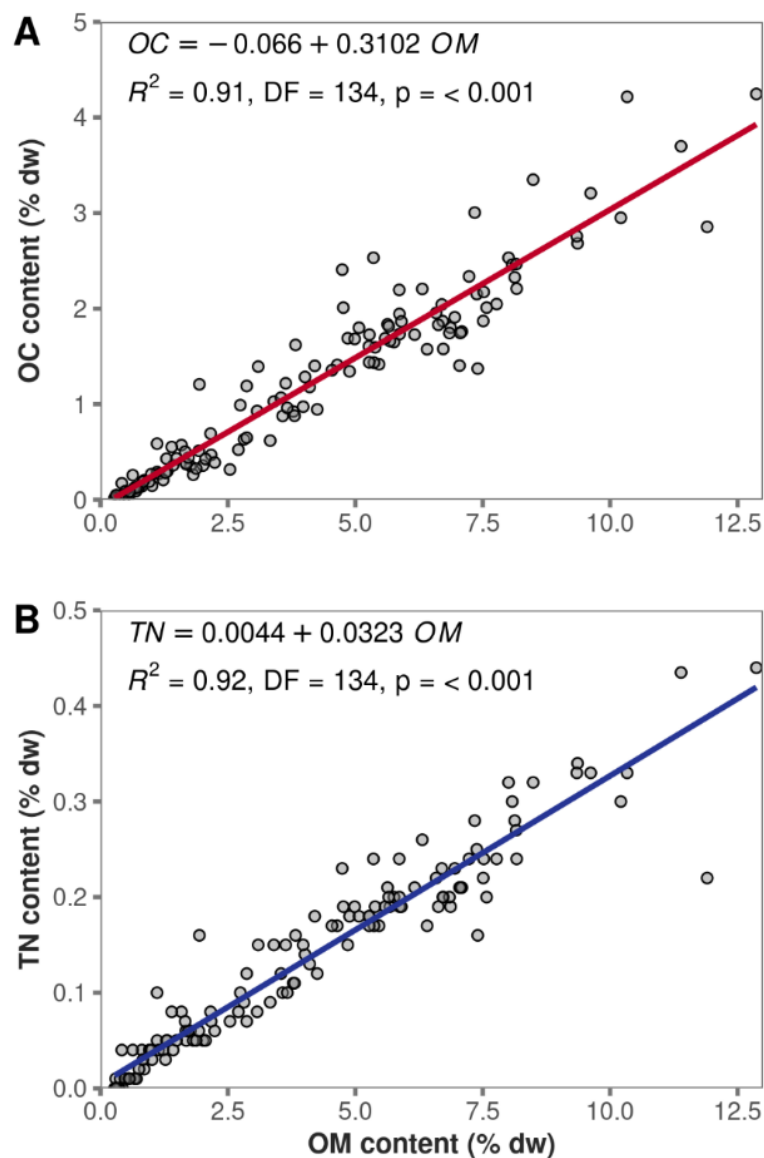 A
OC = − 0.066 + 0.3102 OM
R² = 0.91, DF = 134, p = < 0.001
OC content (% dw)
5
4
3
2
1
0
0.0 2.5 5.0 7.5 10.0 12.5
B
TN = 0.0044 + 0.0323 OM
R² = 0.92, DF = 134, p = < 0.001
TN content (% dw)
0.5
0.4
0.3
0.2
0.1
0.0
0.0 2.5 5.0 7.5 10.0 12.5
OM content (% dw)